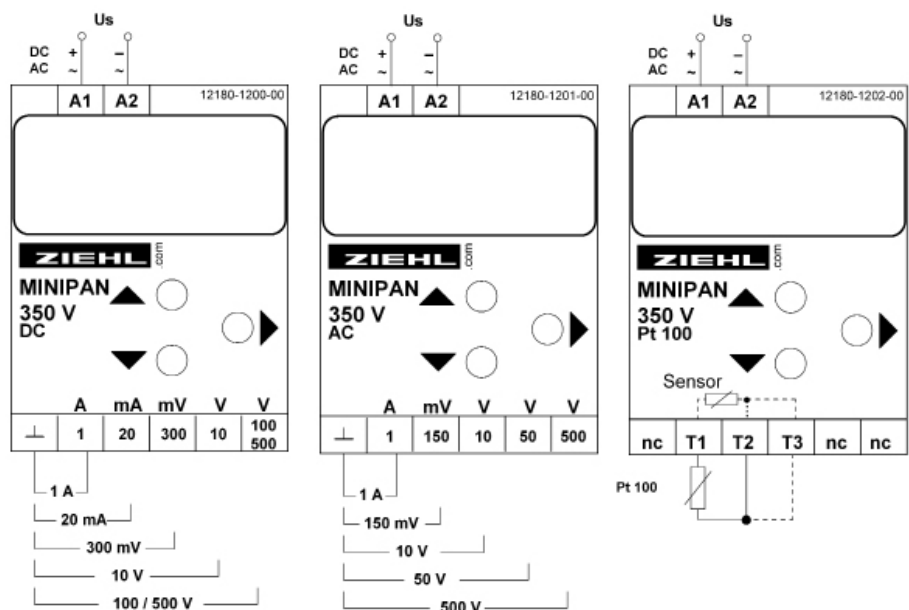 Us
DC + −
AC ~ ~
A1 A2 12180-1200-00
ZIEHL .com
MINIPAN
350 V
DC
A mA mV V V
⊥ 1 20 300 10 100 500
1 A
20 mA
300 mV
10 V
100 / 500 V
Us
DC + −
AC ~ ~
A1 A2 12180-1201-00
ZIEHL .com
MINIPAN
350 V
AC
A mV V V V
⊥ 1 150 10 50 500
1 A
150 mV
10 V
50 V
500 V
Us
DC + −
AC ~ ~
A1 A2 12180-1202-00
ZIEHL .com
MINIPAN
350 V
Pt 100
Sensor
nc T1 T2 T3 nc nc
Pt 100